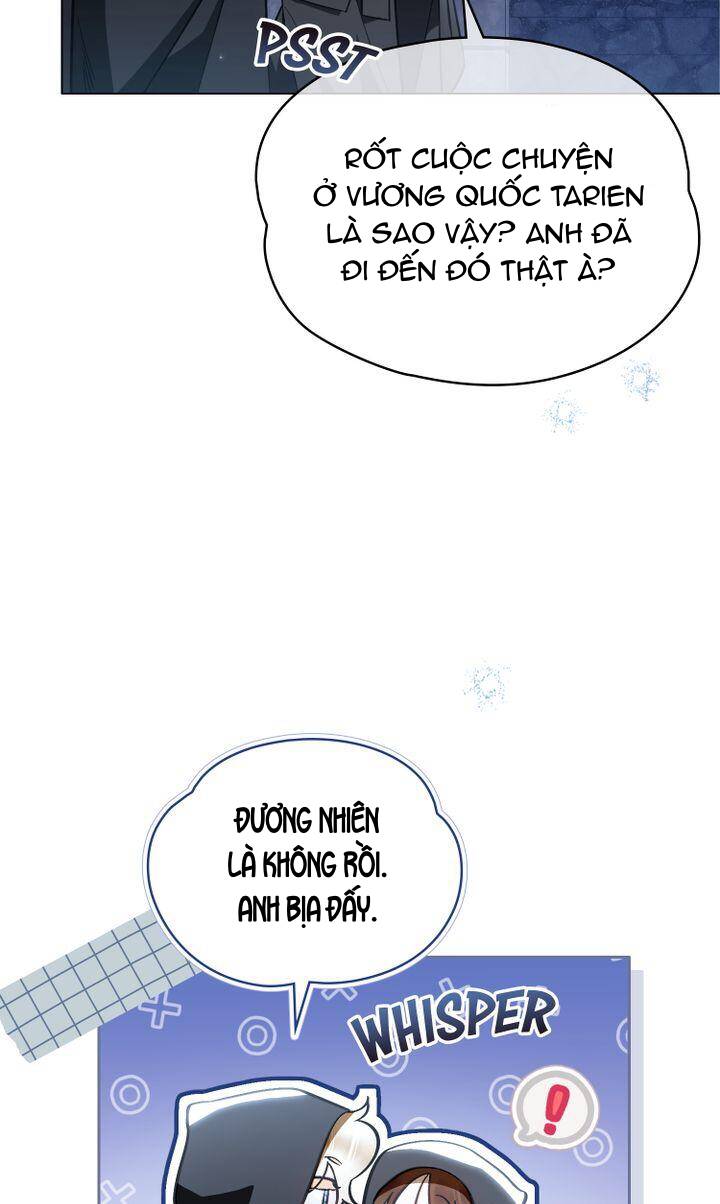 PSST
RỐT CUỘC CHUYỆN
Ở VƯƠNG QUỐC TARIEN
LÀ SAO VẬY? ANH ĐÃ
ĐI ĐẾN ĐÓ THẬT À?
ĐƯƠNG NHIÊN
LÀ KHÔNG RỒI.
ANH BỊA ĐẤY.
WHISPER
!